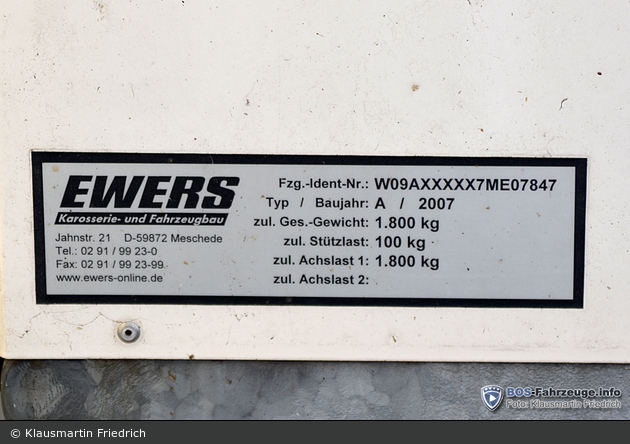 EWERS
Karosserie- und Fahrzeugbau
Jahnstr. 21 D-59872 Meschede
Tel.: 02 91 / 99 23-0
Fax: 02 91 / 99 23-99
www.ewers-online.de
Fzg.-Ident-Nr.: W09AXXXXX7ME07847
Typ / Baujahr: A / 2007
zul. Ges.-Gewicht: 1.800 kg
zul. Stützlast: 100 kg
zul. Achslast 1: 1.800 kg
zul. Achslast 2:
BOS-Fahrzeuge.Info
Foto: Klausmartin Friedrich
© Klausmartin Friedrich